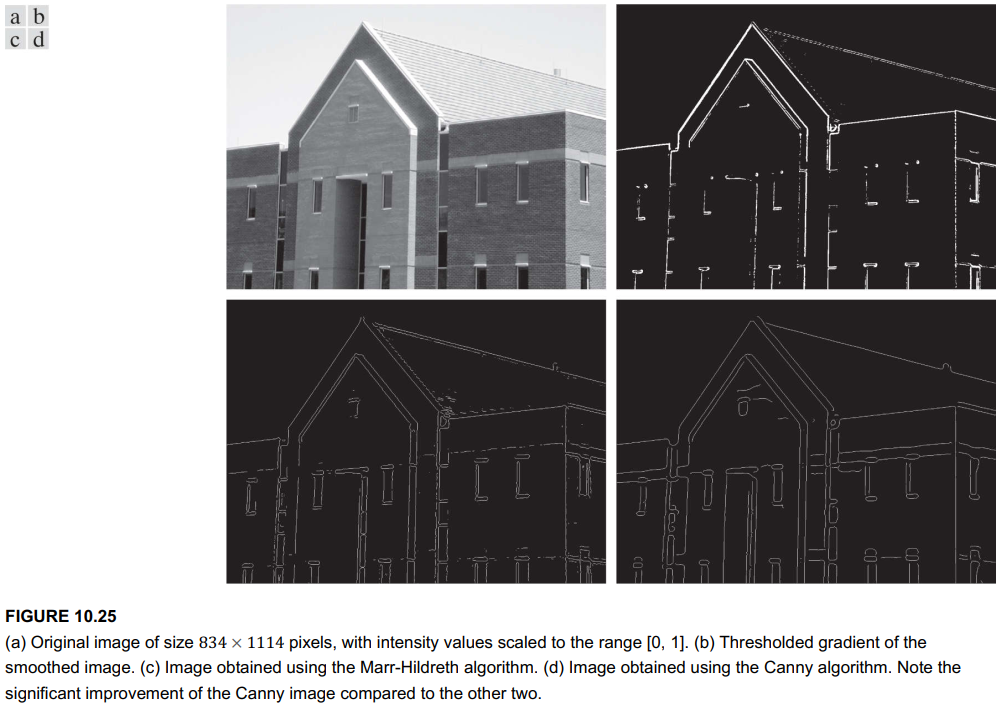 a b
c d
FIGURE 10.25
(a) Original image of size 834 × 1114 pixels, with intensity values scaled to the range [0, 1]. (b) Thresholded gradient of the
smoothed image. (c) Image obtained using the Marr-Hildreth algorithm. (d) Image obtained using the Canny algorithm. Note the
significant improvement of the Canny image compared to the other two.